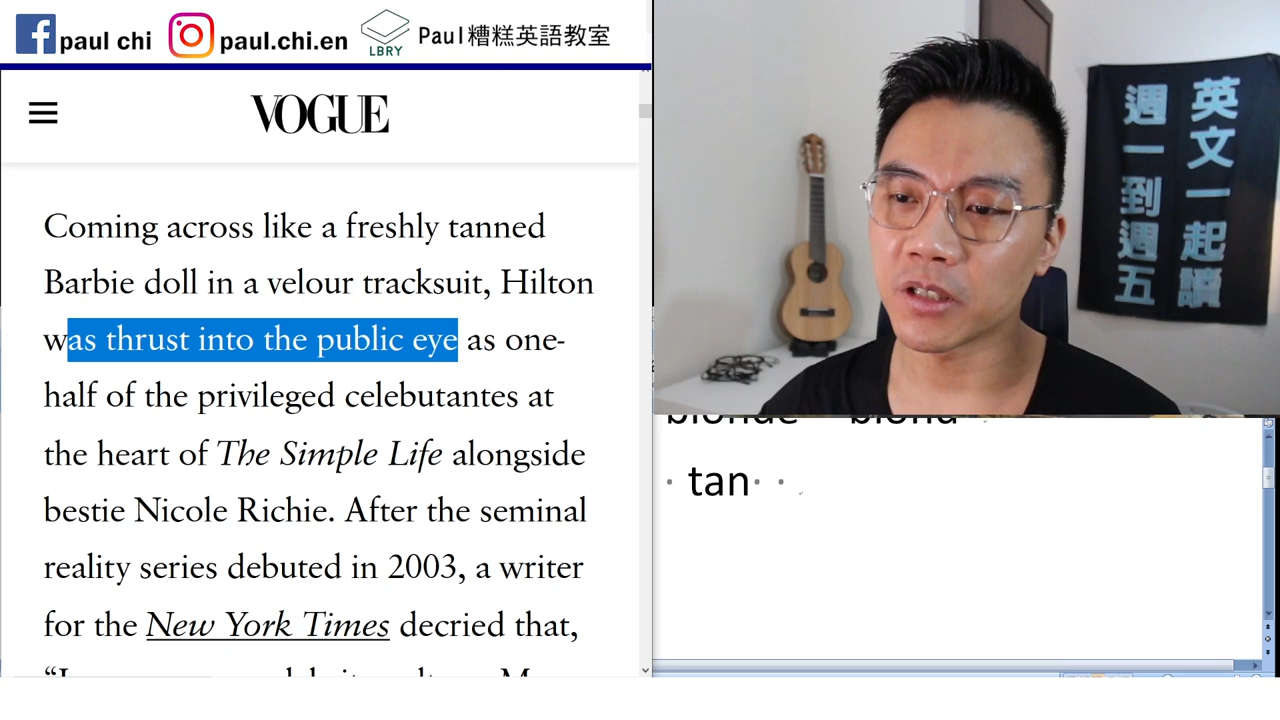 paul chi
paul.chi.en
LBRY
Paul糟糕英語教室
VOGUE
Coming across like a freshly tanned
Barbie doll in a velour tracksuit, Hilton
was thrust into the public eye as one-
half of the privileged celebutantes at
the heart of The Simple Life alongside
bestie Nicole Richie. After the seminal
reality series debuted in 2003, a writer
for the New York Times decried that,
英文一起讀
週一到週五
blonde blond
tan